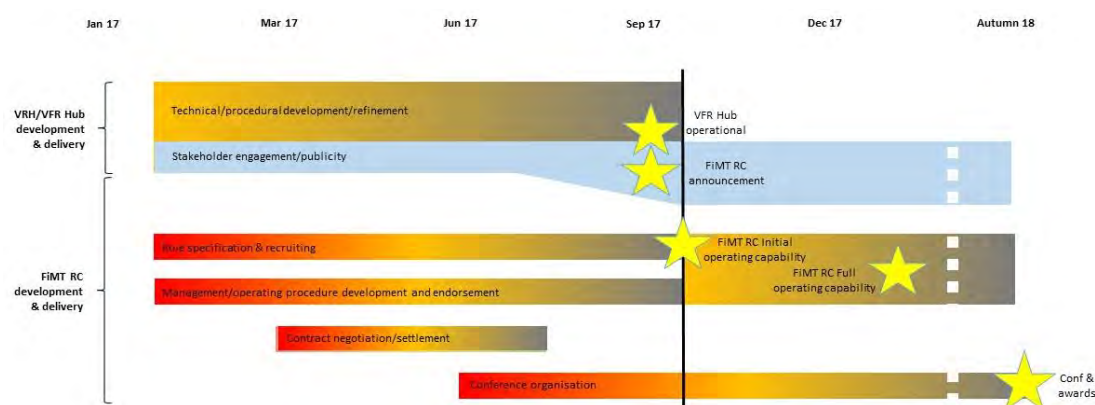 Jan 17 Mar 17 Jun 17 Sep 17 Dec 17 Autumn 18
VRH/VFR Hub
development
& delivery
Technical/procedural development/refinement
VFR Hub
operational
Stakeholder engagement/publicity
FiMT RC
announcement
FiMT RC
development
& delivery
Role specification & recruiting
FiMT RC Initial
operating capability
FiMT RC Full
operating capability
Management/operating procedure development and endorsement
Contract negotiation/settlement
Conference organisation
Conf &
awards